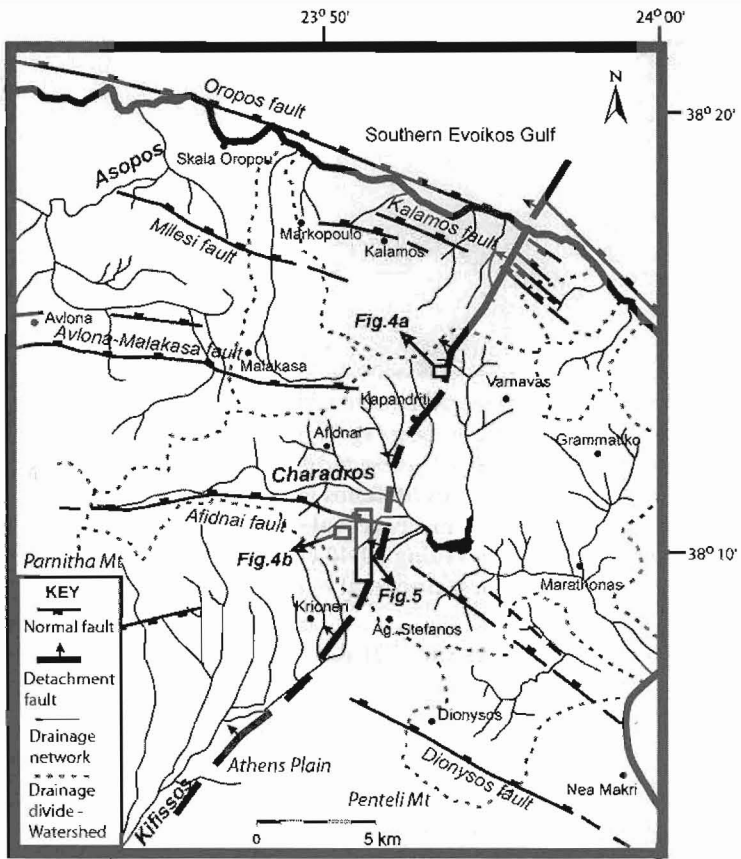 23° 50'
24° 00'
N
38° 20'
Oropos fault
Southern Evoikos Gulf
Skala Oropou
Asopos
Markopoulo
Kalamos
Kalamos fault
Milesi fault
Avlona
Fig.4a
Avlona-Malakasa fault
Malakasa
Varnavas
Kapandriti
Afidnai
Grammatiko
Charadros
Afidnai fault
38° 10'
Parnitha Mt
Fig.4b
Fig.5
Marathonas
Krioneri
Ag. Stefanos
KEY
Normal fault
Detachment
fault
Drainage
network
Drainage
divide -
Watershed
Dionysos
Athens Plain
Dionysos fault
Nea Makri
Kifissos
Penteli Mt
0
5 km